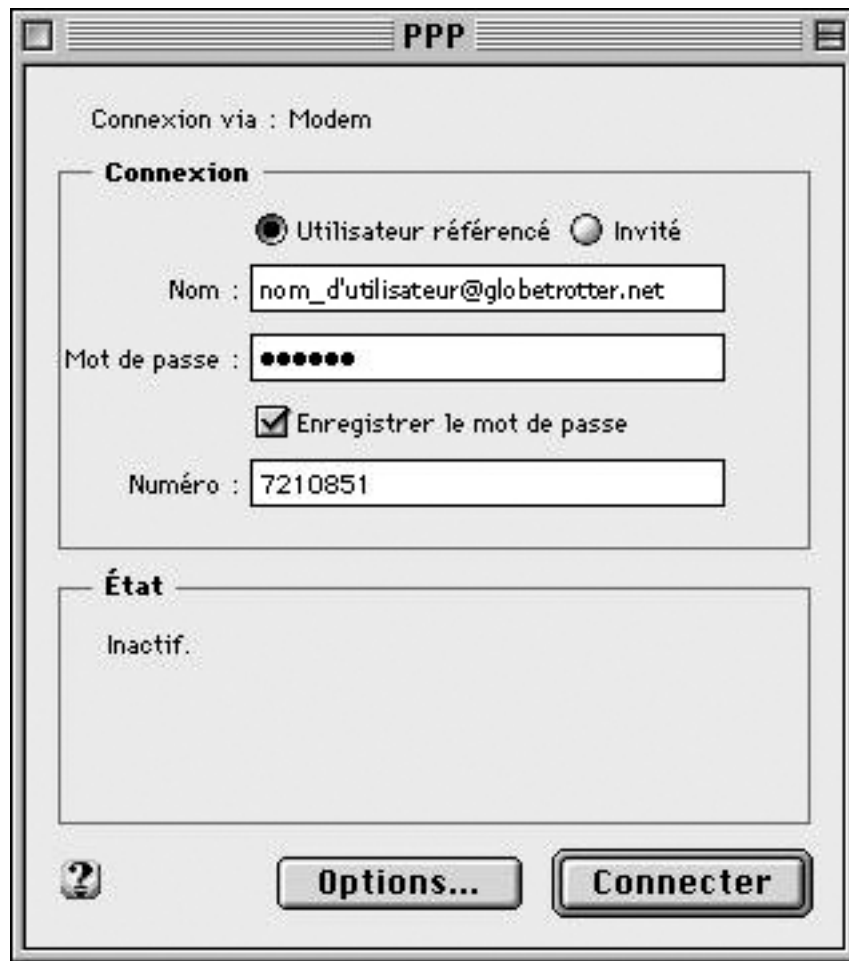 PPP
Connexion via : Modem
Connexion
Utilisateur référencé Invité
Nom : nom_d'utilisateur@globetrotter.net
Mot de passe : ●●●●●●
Enregistrer le mot de passe
Numéro : 7210851
État
Inactif.
?
Options... Connecter